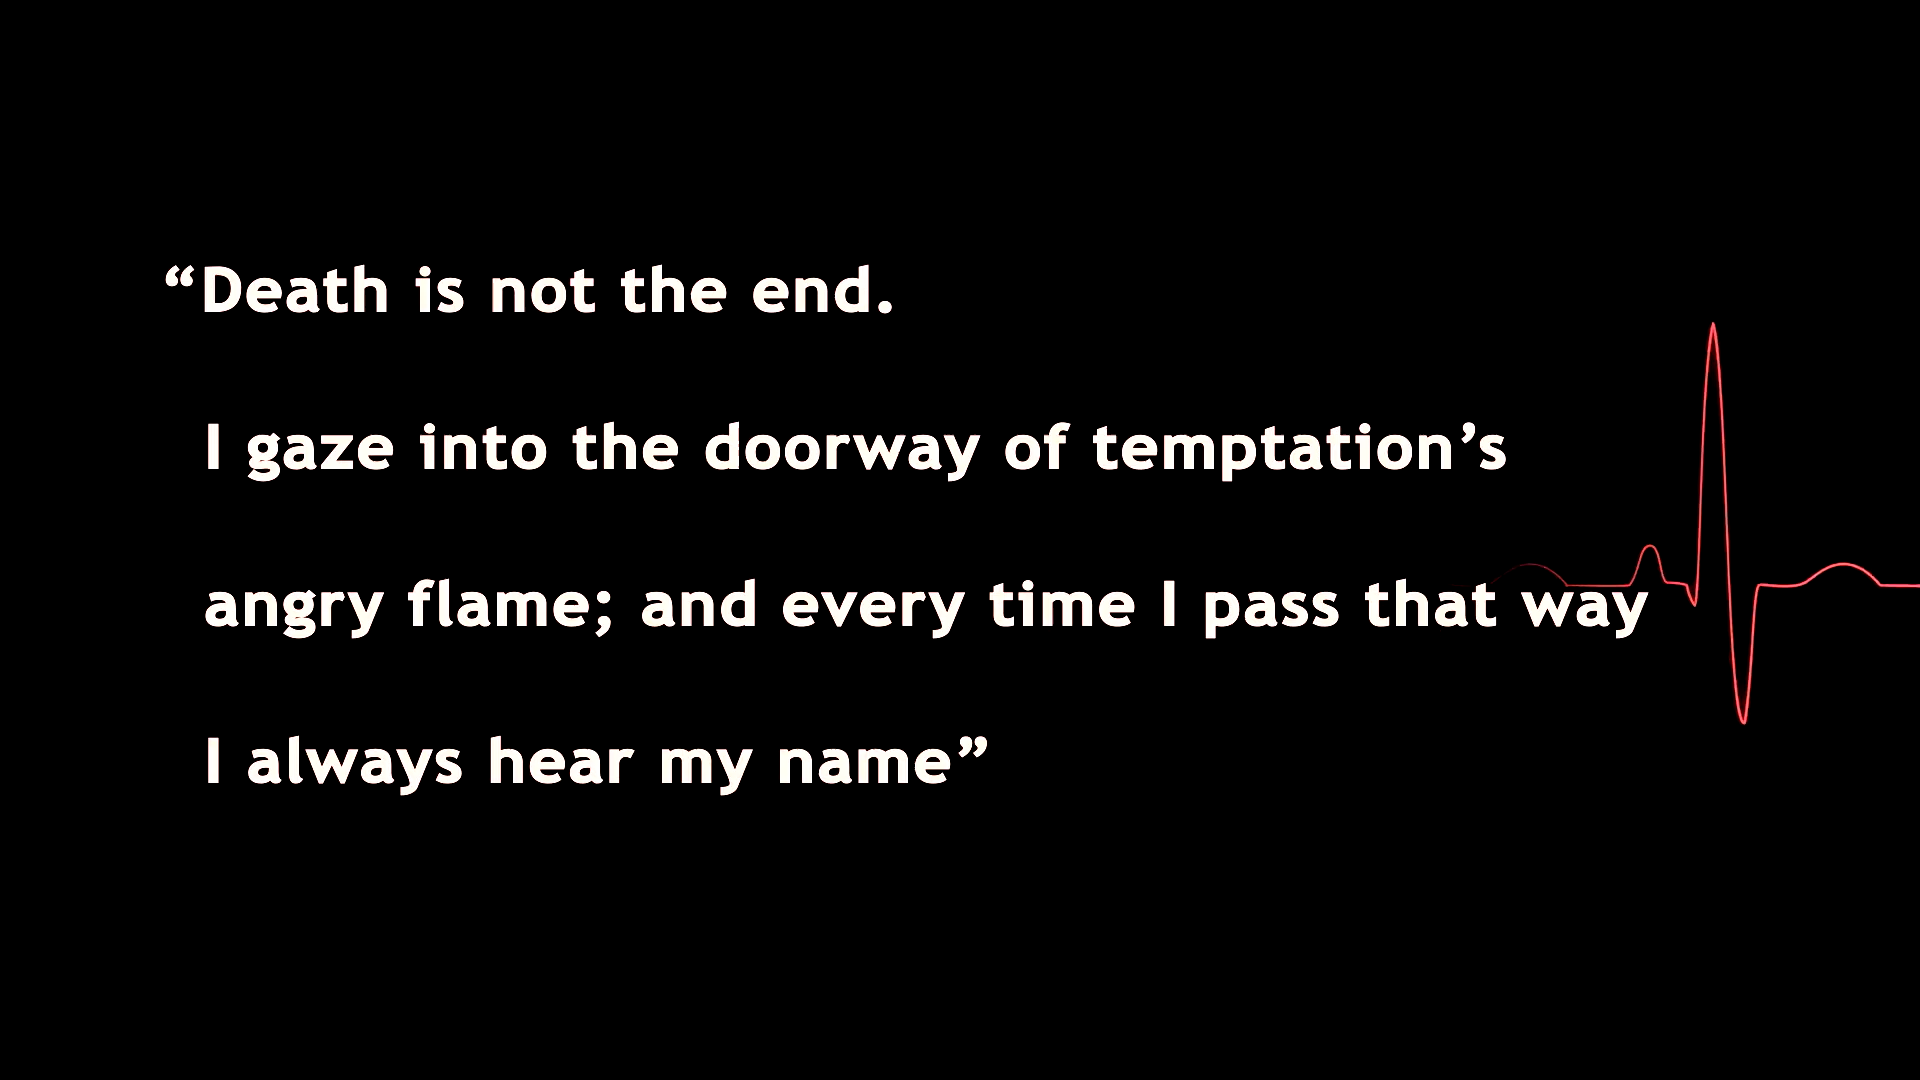 “Death is not the end.
I gaze into the doorway of temptation’s
angry flame; and every time I pass that way
I always hear my name”